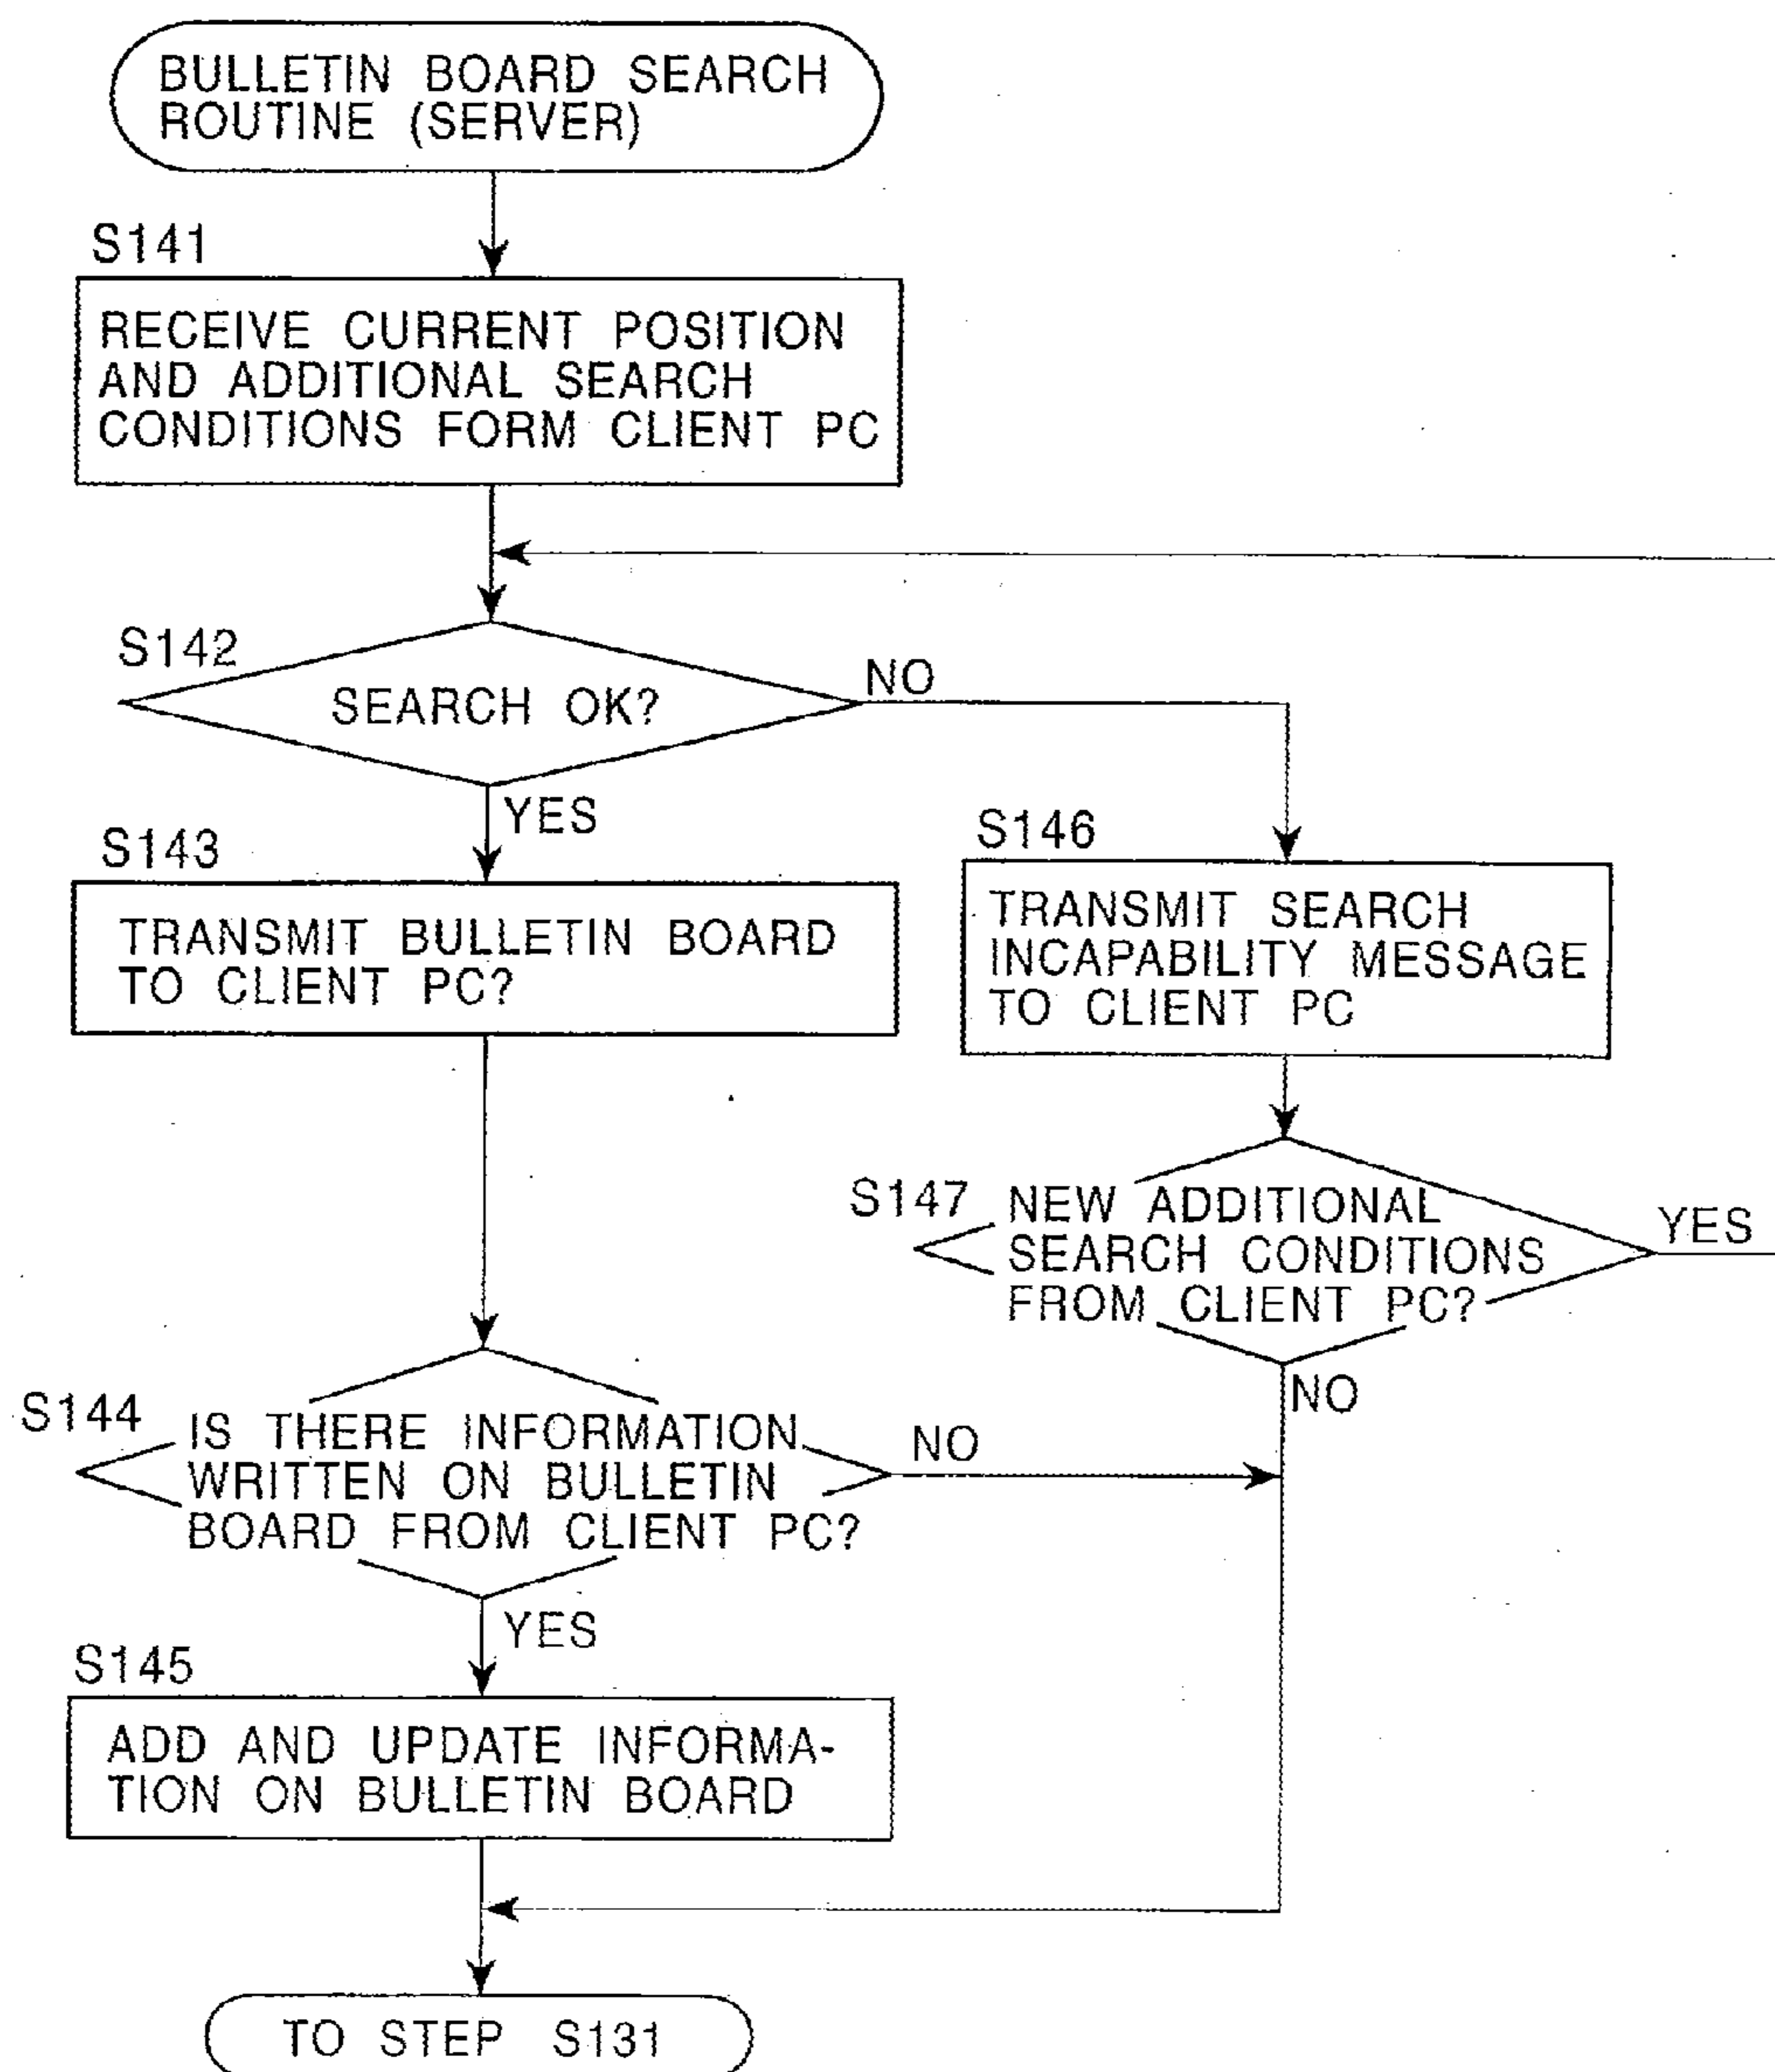 BULLETIN BOARD SEARCH
ROUTINE (SERVER)
S141
RECEIVE CURRENT POSITION
AND ADDITIONAL SEARCH
CONDITIONS FORM CLIENT PC
S142
SEARCH OK?
NO
YES
S143
TRANSMIT BULLETIN BOARD
TO CLIENT PC?
S146
TRANSMIT SEARCH
INCAPABILITY MESSAGE
TO CLIENT PC
S147
NEW ADDITIONAL
SEARCH CONDITIONS
FROM CLIENT PC?
YES
NO
S144
IS THERE INFORMATION
WRITTEN ON BULLETIN
BOARD FROM CLIENT PC?
NO
YES
S145
ADD AND UPDATE INFORMA-
TION ON BULLETIN BOARD
TO STEP S131